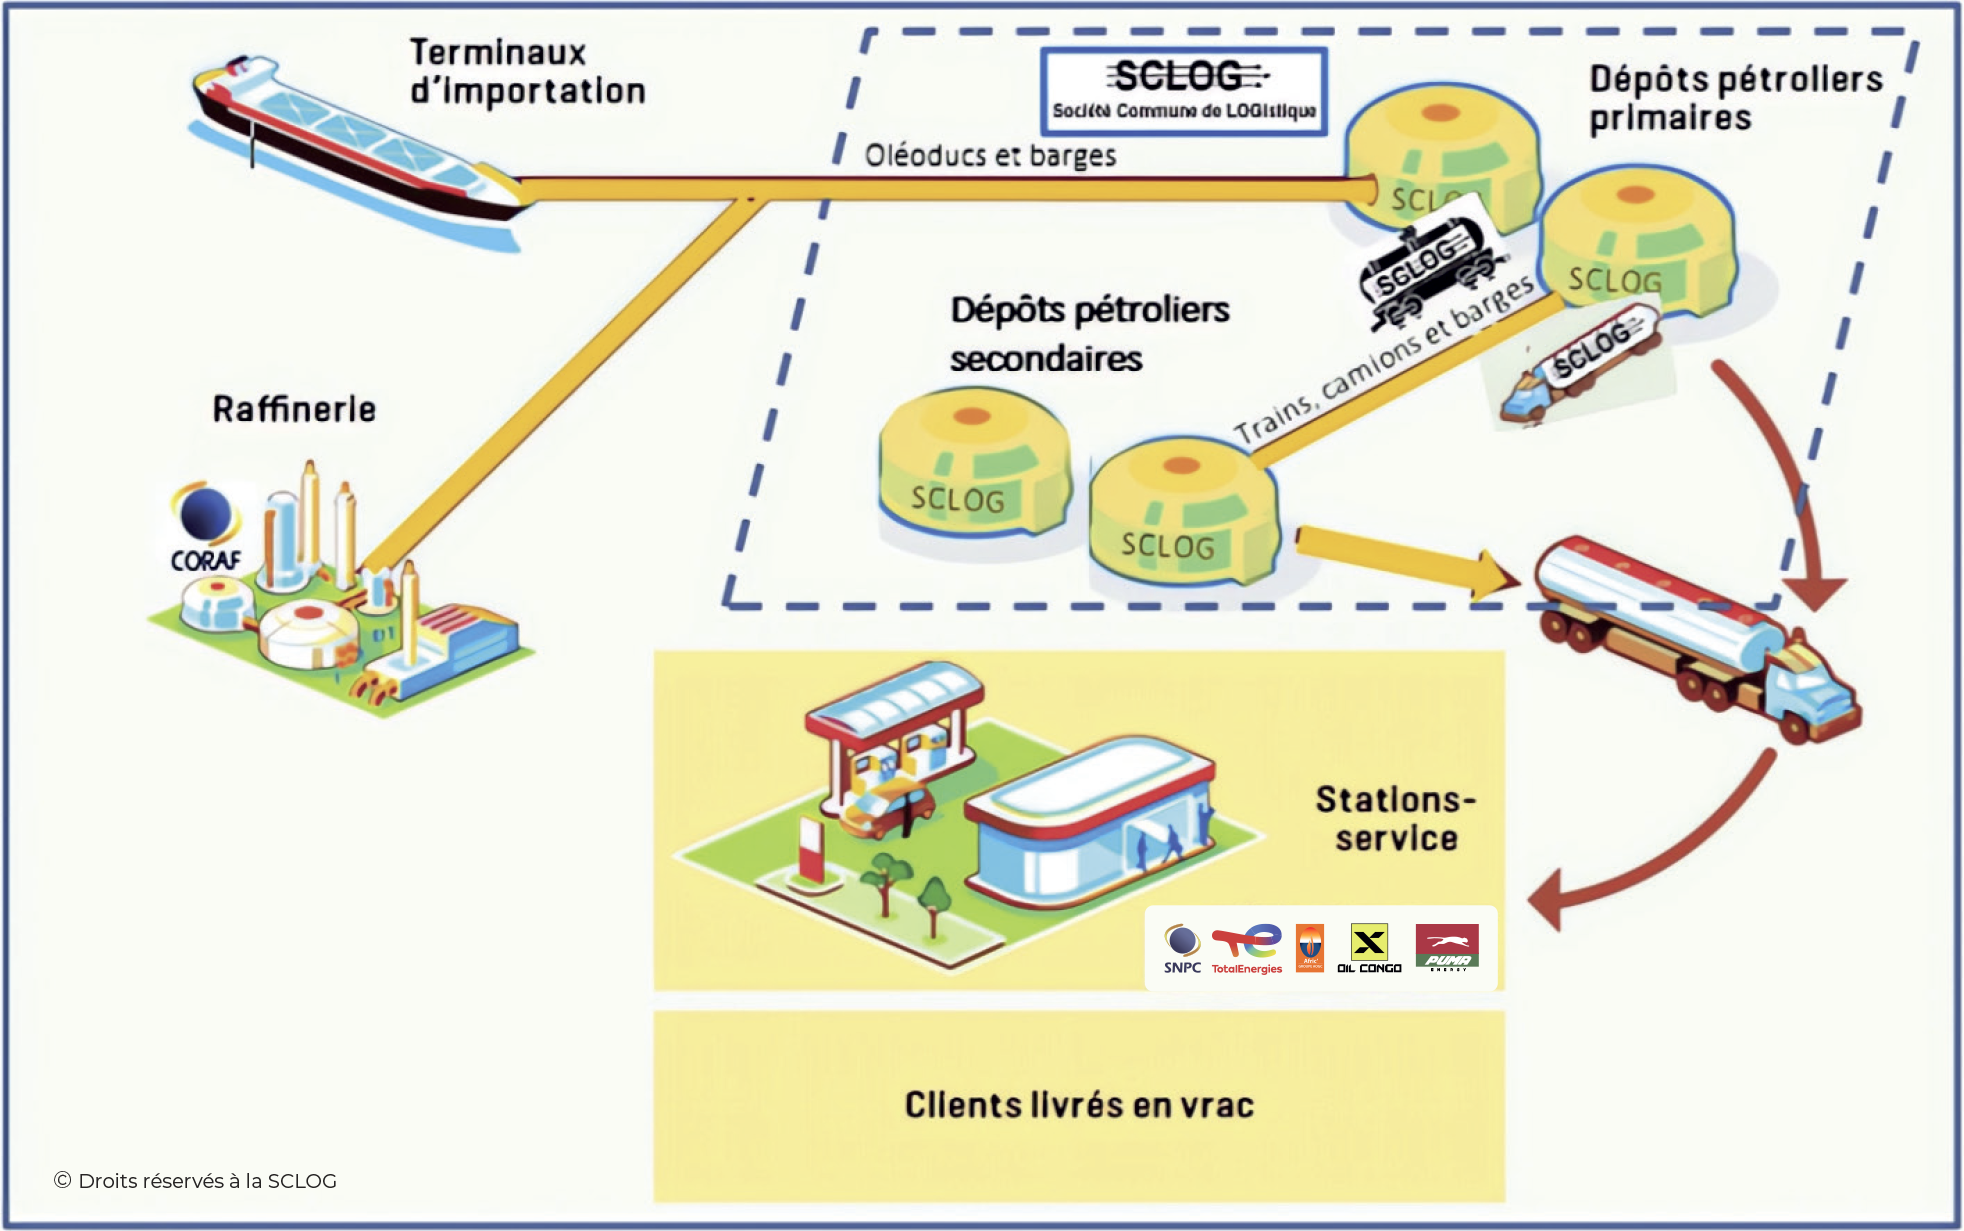 Terminaux
d'importation
SCLOG
Société Commune de LOGistique
Dépôts pétroliers
primaires
Oléoducs et barges
SCLOG
SCLOG
SCLOG
Trains, camions et barges
SCLOG
Dépôts pétroliers
secondaires
SCLOG
SCLOG
Raffinerie
CORAF
Stations-
service
SNPC
TotalEnergies
Afric'
OIL CONGO
PUMA
ENERGY
Clients livrés en vrac
© Droits réservés à la SCLOG